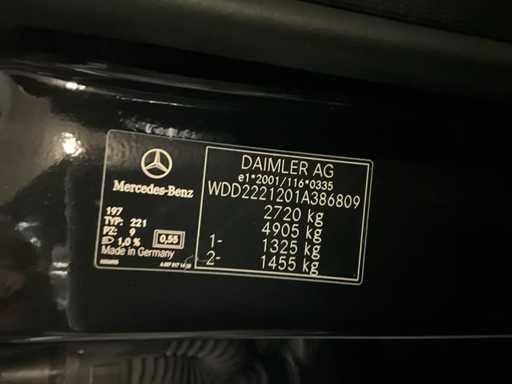 Mercedes-Benz
197
TYP: 221
PZ: 9
1,0%
0,55
Made in Germany
DAIMLER AG
e1*2001/116*0335
WDD2221201A386809
2720 kg
4905 kg
1- 1325 kg
2- 1455 kg